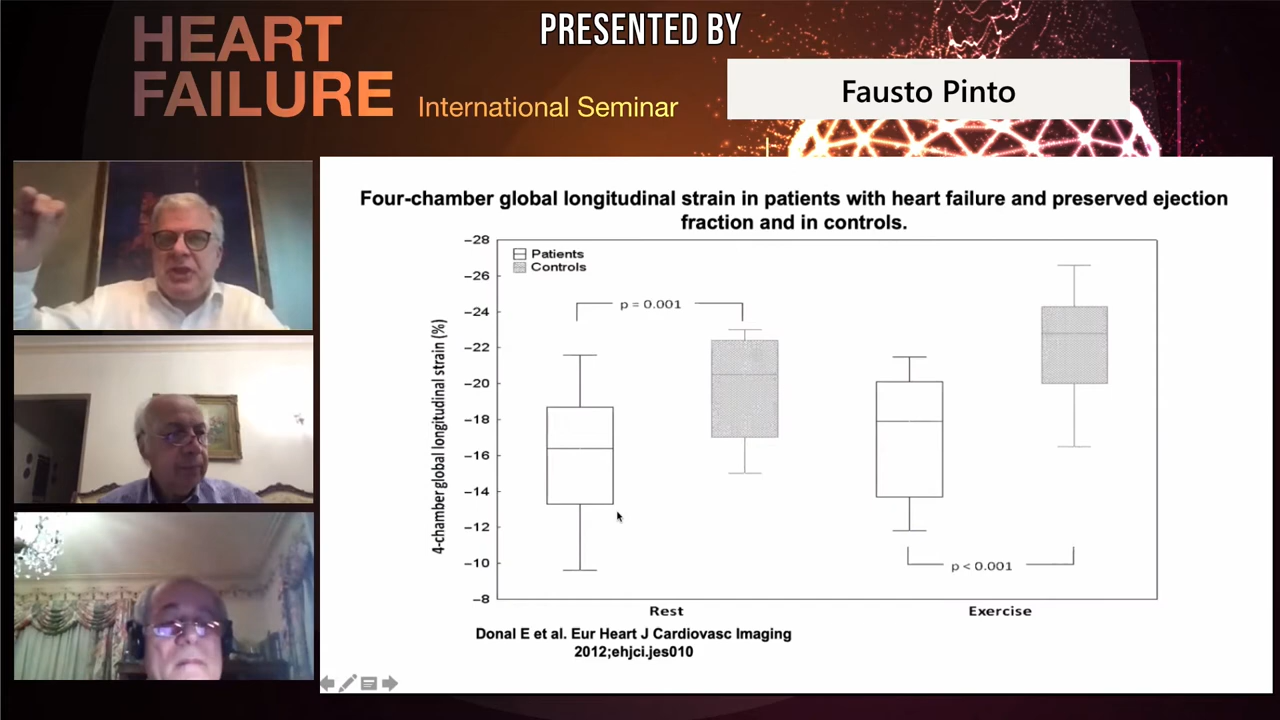 HEART
FAILURE
International Seminar
PRESENTED BY
Fausto Pinto
Four-chamber global longitudinal strain in patients with heart failure and preserved ejection
fraction and in controls.
4-chamber global longitudinal strain (%)
−28
−26
−24
−22
−20
−18
−16
−14
−12
−10
−8
Patients
Controls
p = 0.001
p < 0.001
Rest
Exercise
Donal E et al. Eur Heart J Cardiovasc Imaging
2012;ehjci.jes010